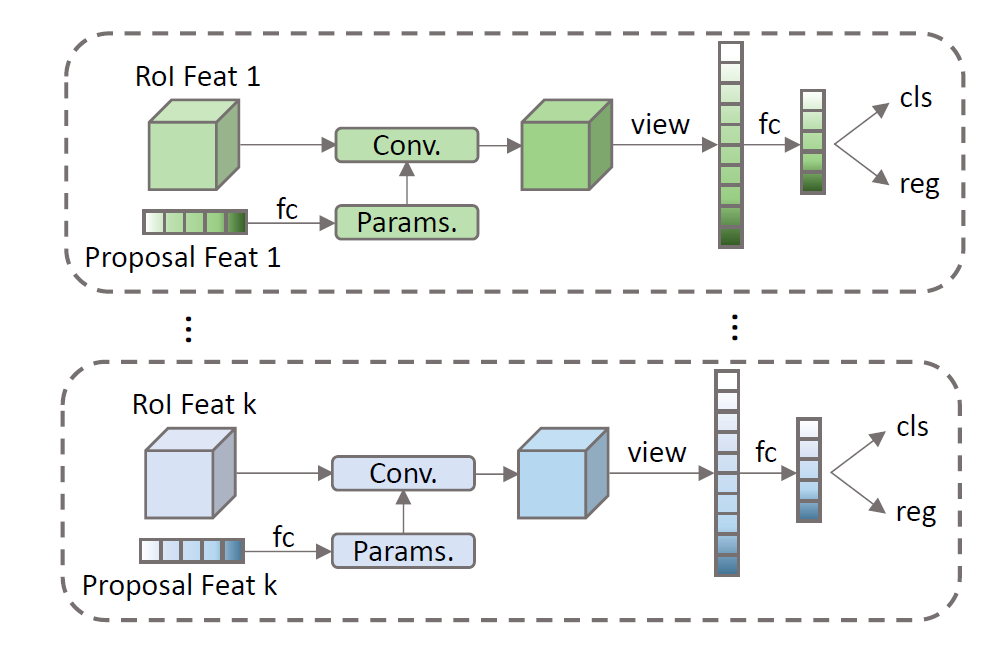 RoI Feat 1
Conv.
view
fc
cls
reg
fc
Params.
Proposal Feat 1
...
...
RoI Feat k
Conv.
view
fc
cls
reg
fc
Params.
Proposal Feat k